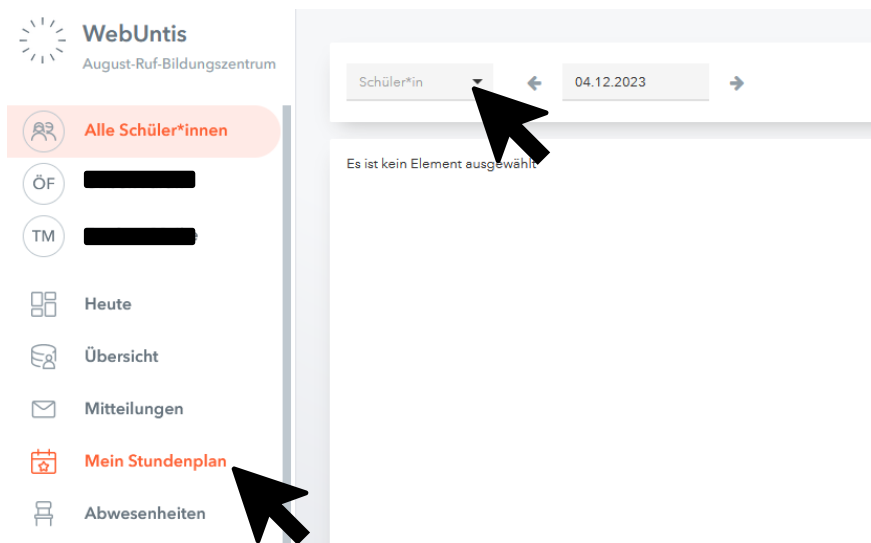 WebUntis
August-Ruf-Bildungszentrum
Alle Schüler*innen
ÖF
TM
Heute
Übersicht
Mitteilungen
Mein Stundenplan
Abwesenheiten
Schüler*in
04.12.2023
Es ist kein Element ausgewählt